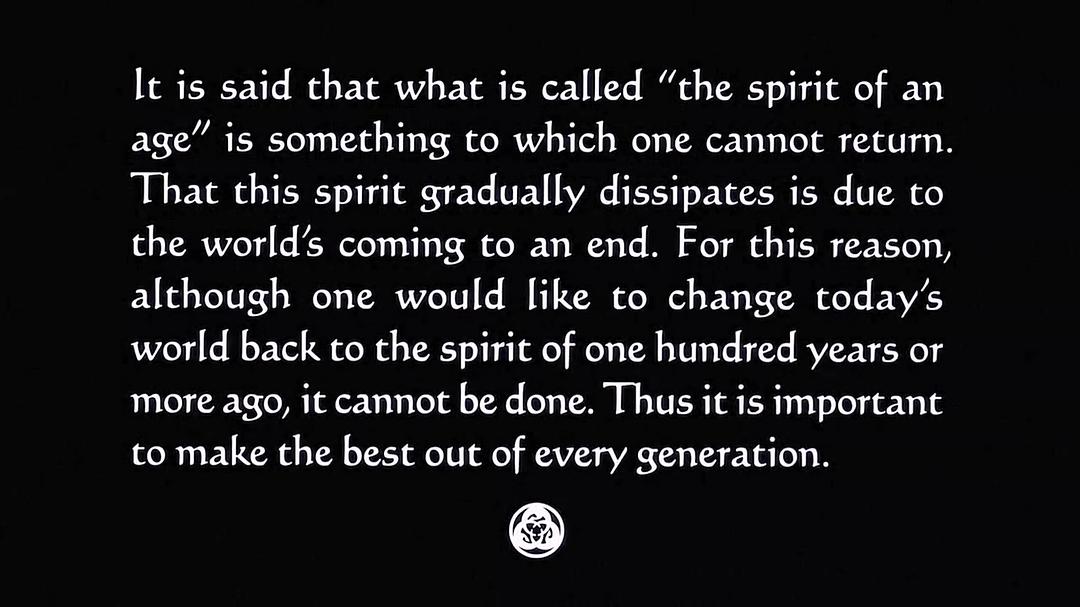 It is said that what is called “the spirit of an
age” is something to which one cannot return.
That this spirit gradually dissipates is due to
the world’s coming to an end. For this reason,
although one would like to change today’s
world back to the spirit of one hundred years or
more ago, it cannot be done. Thus it is important
to make the best out of every generation.